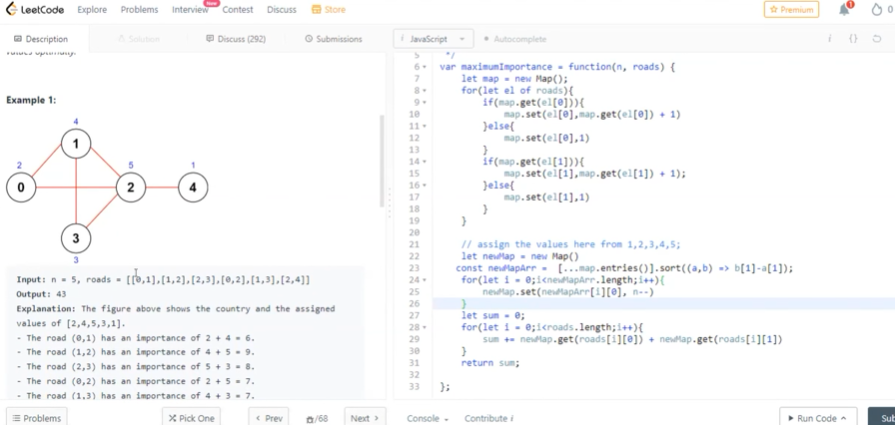 LeetCode Explore Problems Interview New Contest Discuss Store Premium 1 0
Description Solution Discuss (292) Submissions i JavaScript Autocomplete i {}
values optimally.
Example 1:
4
1
2
5
1
0
2
4
3
3
Input: n = 5, roads = [[0,1],[1,2],[2,3],[0,2],[1,3],[2,4]]
Output: 43
Explanation: The figure above shows the country and the assigned
values of [2,4,5,3,1].
- The road (0,1) has an importance of 2 + 4 = 6.
- The road (1,2) has an importance of 4 + 5 = 9.
- The road (2,3) has an importance of 5 + 3 = 8.
- The road (0,2) has an importance of 2 + 5 = 7.
- The road (1,3) has an importance of 4 + 3 = 7.
5 */
6 var maximumImportance = function(n, roads) {
7 let map = new Map();
8 for(let el of roads){
9 if(map.get(el[0])){
10 map.set(el[0],map.get(el[0]) + 1)
11 }else{
12 map.set(el[0],1)
13 }
14 if(map.get(el[1])){
15 map.set(el[1],map.get(el[1]) + 1);
16 }else{
17 map.set(el[1],1)
18 }
19 }
20
21 // assign the values here from 1,2,3,4,5;
22 let newMap = new Map()
23 const newMapArr = [...map.entries()].sort((a,b) => b[1]-a[1]);
24 for(let i = 0;i<newMapArr.length;i++){
25 newMap.set(newMapArr[i][0], n--)
26 }
27 let sum = 0;
28 for(let i = 0;i<roads.length;i++){
29 sum += newMap.get(roads[i][0]) + newMap.get(roads[i][1])
30 }
31 return sum;
32
33 };
Problems Pick One < Prev /68 Next > Console Contribute i Run Code Sub